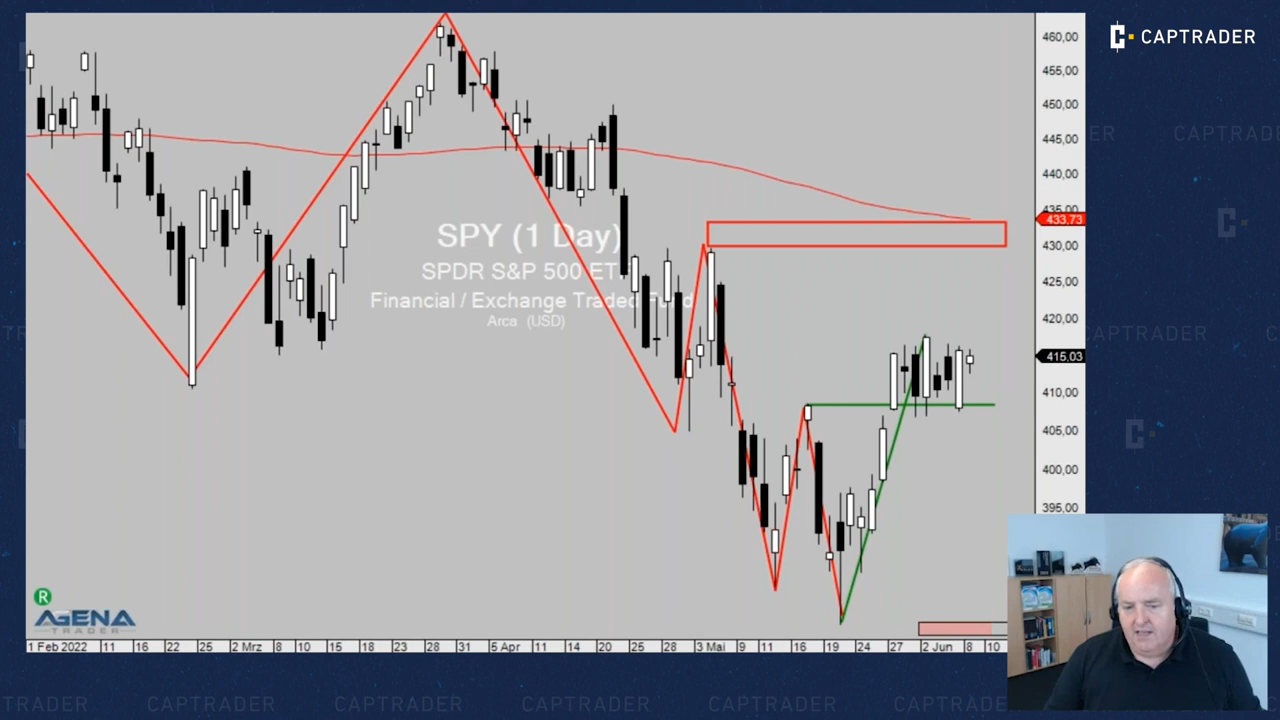 CAPTRADER
SPY (1 Day)
SPDR S&P 500 ET
Financial / Exchange Traded Fund
Arca (USD)
460,00
455,00
450,00
445,00
440,00
435,00
433,73
430,00
425,00
420,00
415,03
410,00
405,00
400,00
395,00
R
AGENA
TRADER
1 Feb 2022 11 16 22 25 2 Mrz 8 10 15 18 23 28 31 5 Apr 11 14 20 25 28 3 Mai 9 11 16 19 24 27 2 Jun 8 10
ER CAPTRAD
CAPTRADER
TRADER CAPTRADER CAPTRADER CAPTRADER CAPTRADER CAPTRADER